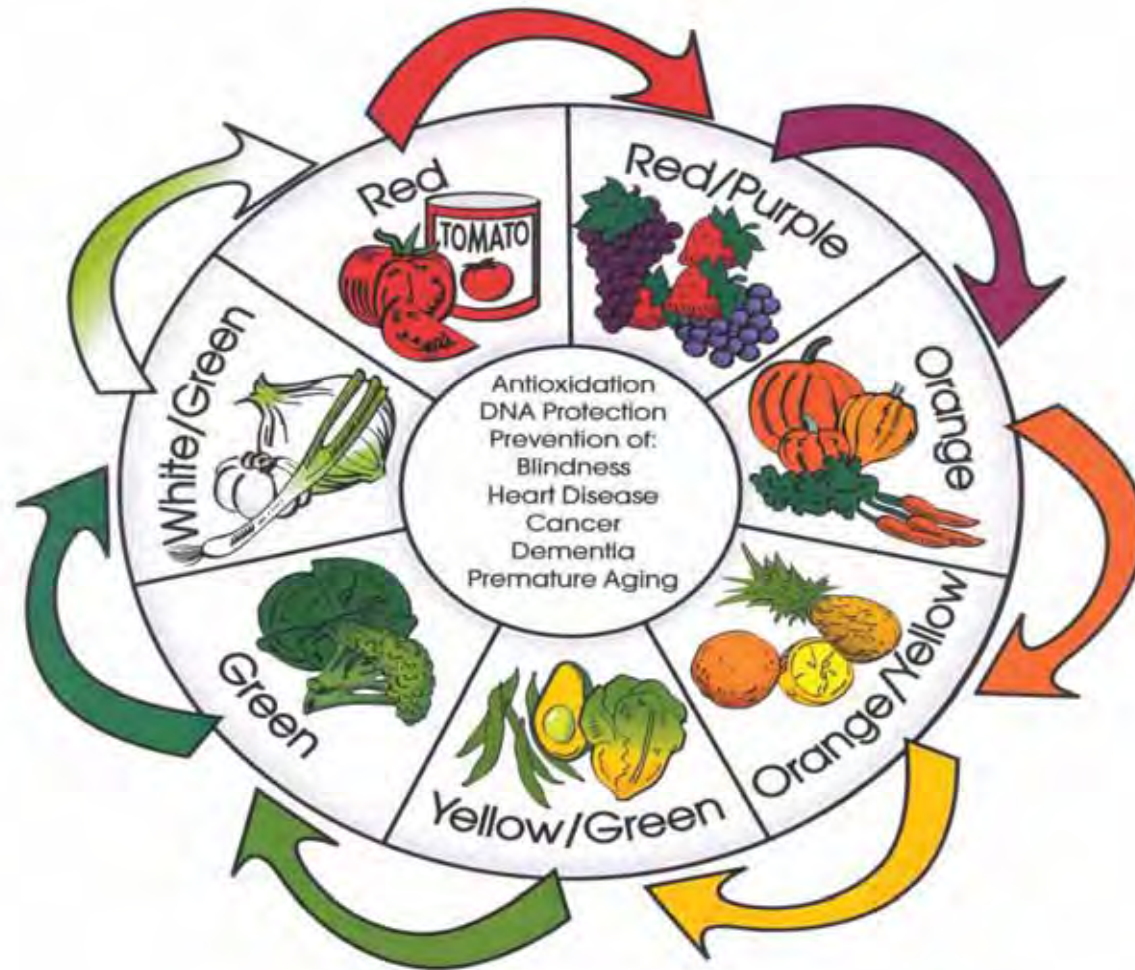 Red
TOMATO
Red/Purple
Orange
Orange/Yellow
Yellow/Green
Green
White/Green
Antioxidation
DNA Protection
Prevention of:
Blindness
Heart Disease
Cancer
Dementia
Premature Aging